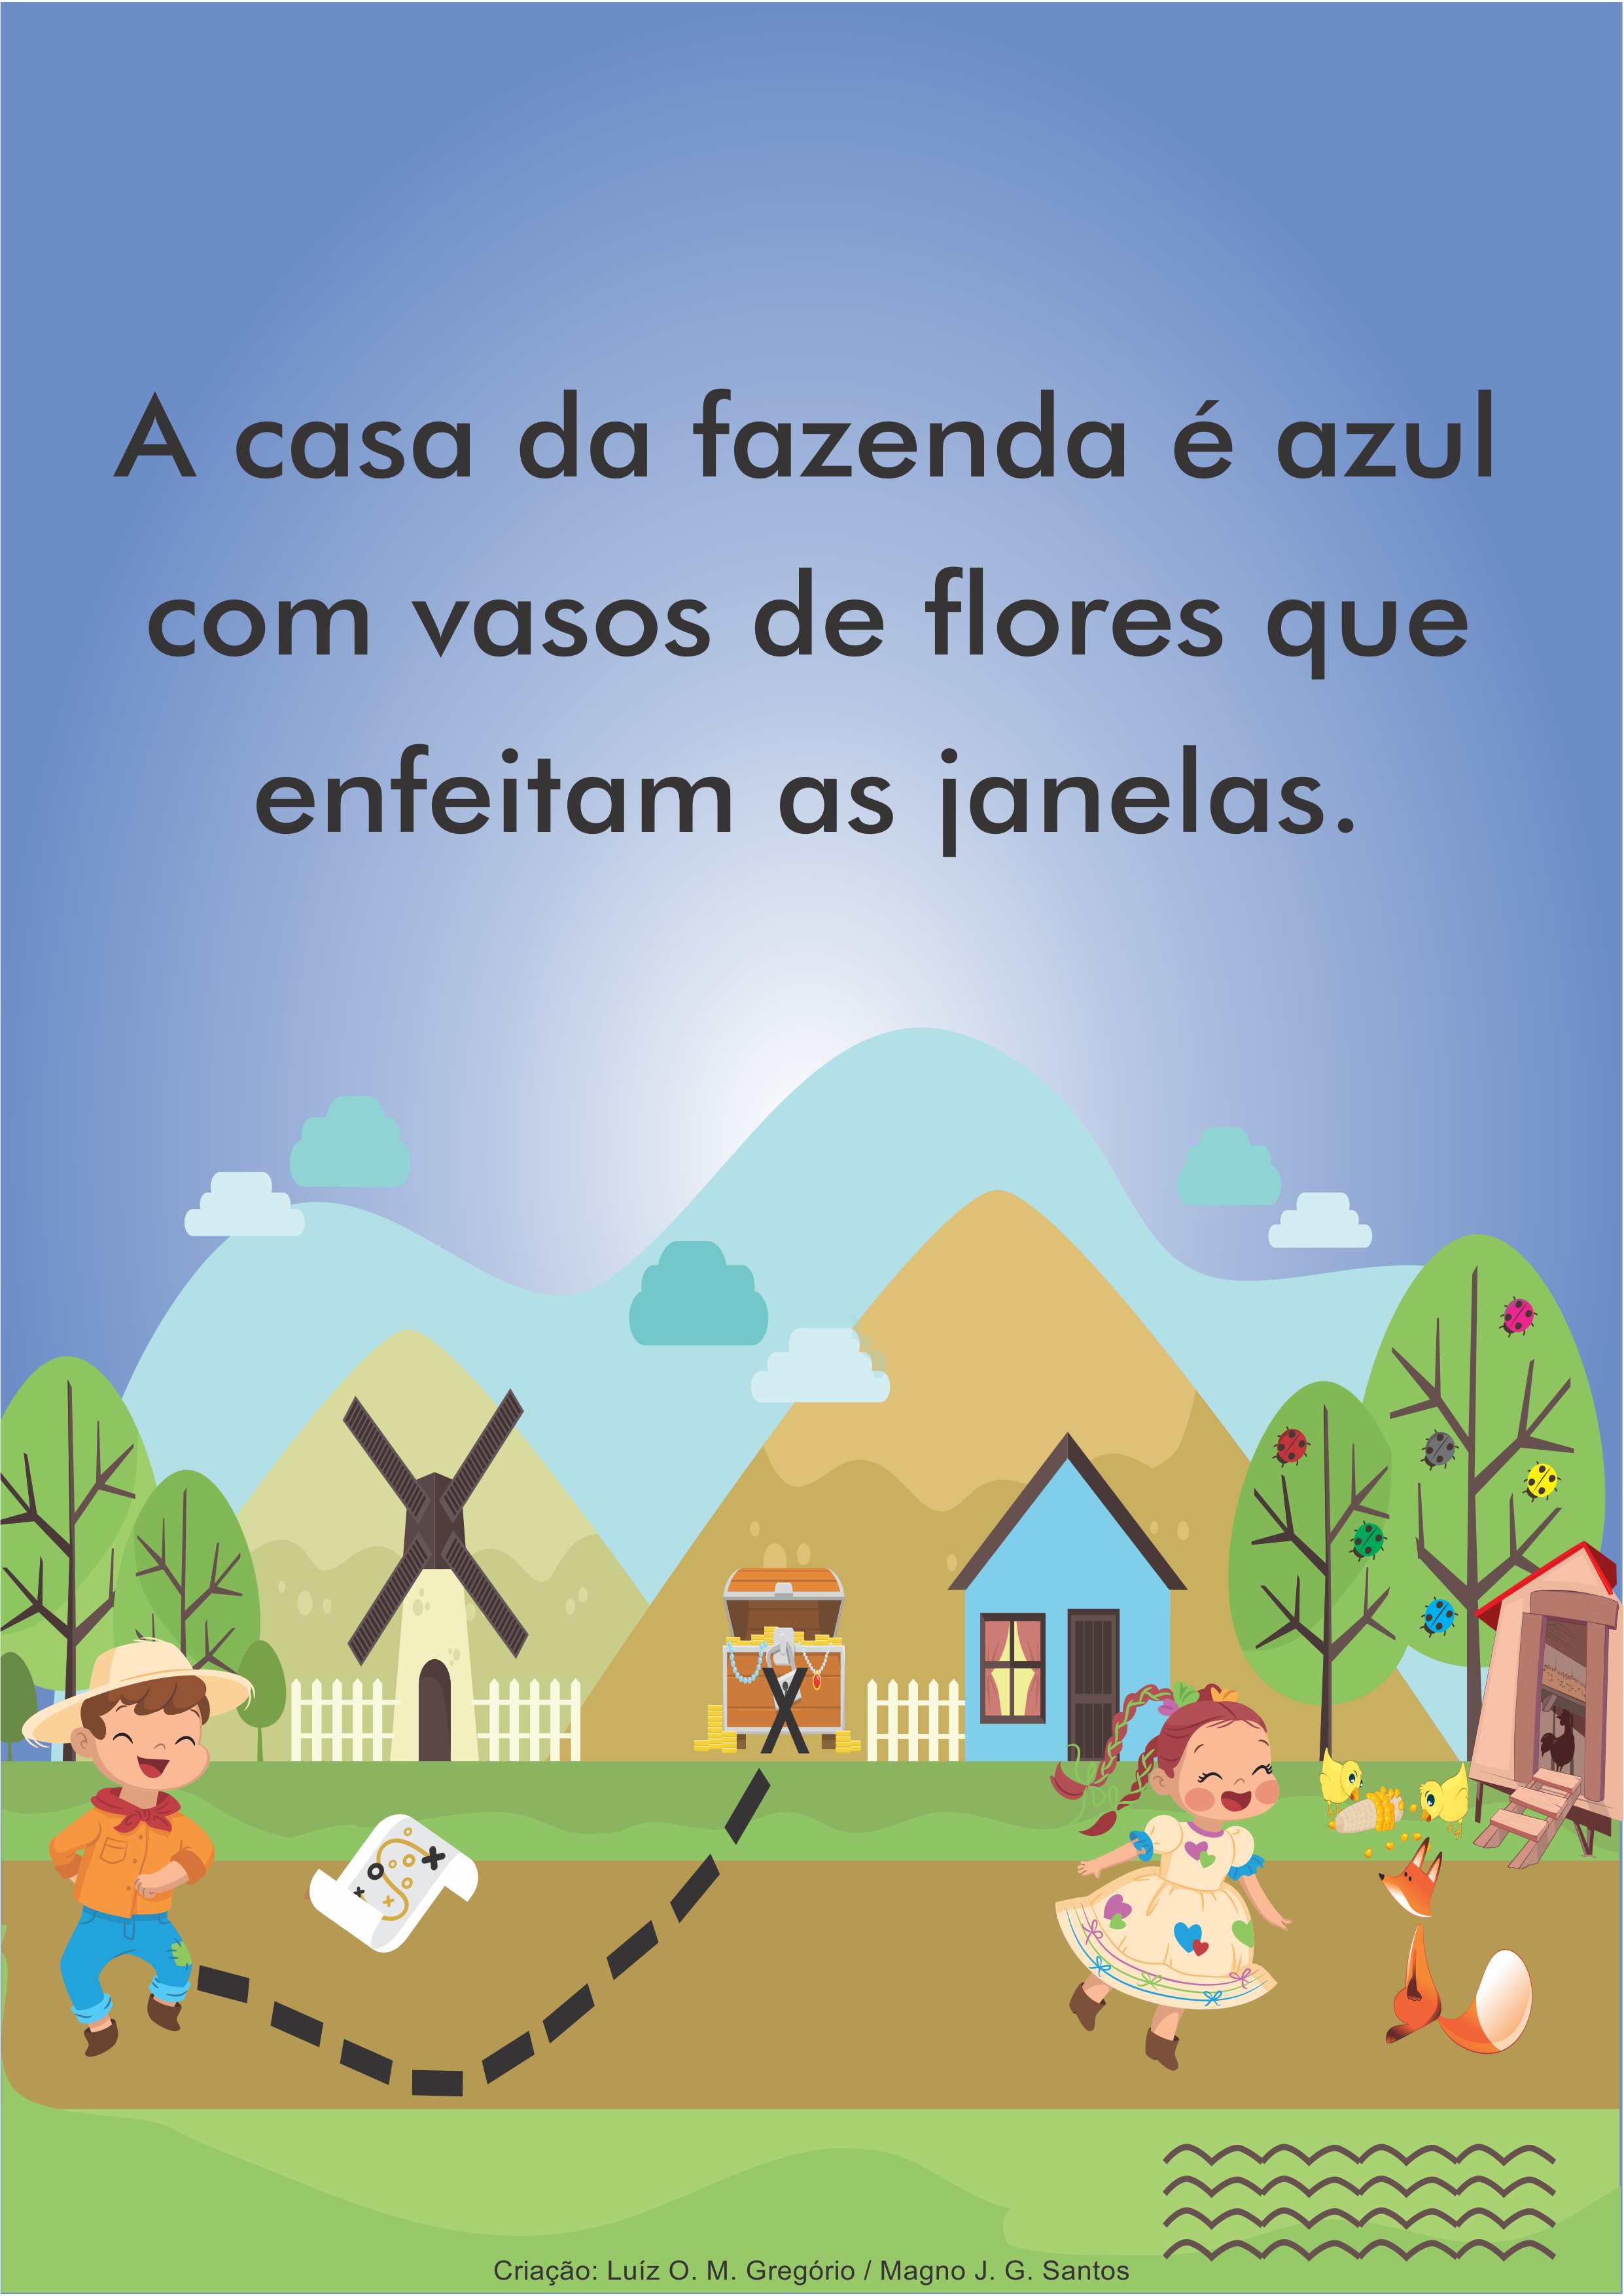 A casa da fazenda é azul
com vasos de flores que
enfeitam as janelas.
X
Criação: Luíz O. M. Gregório / Magno J. G. Santos